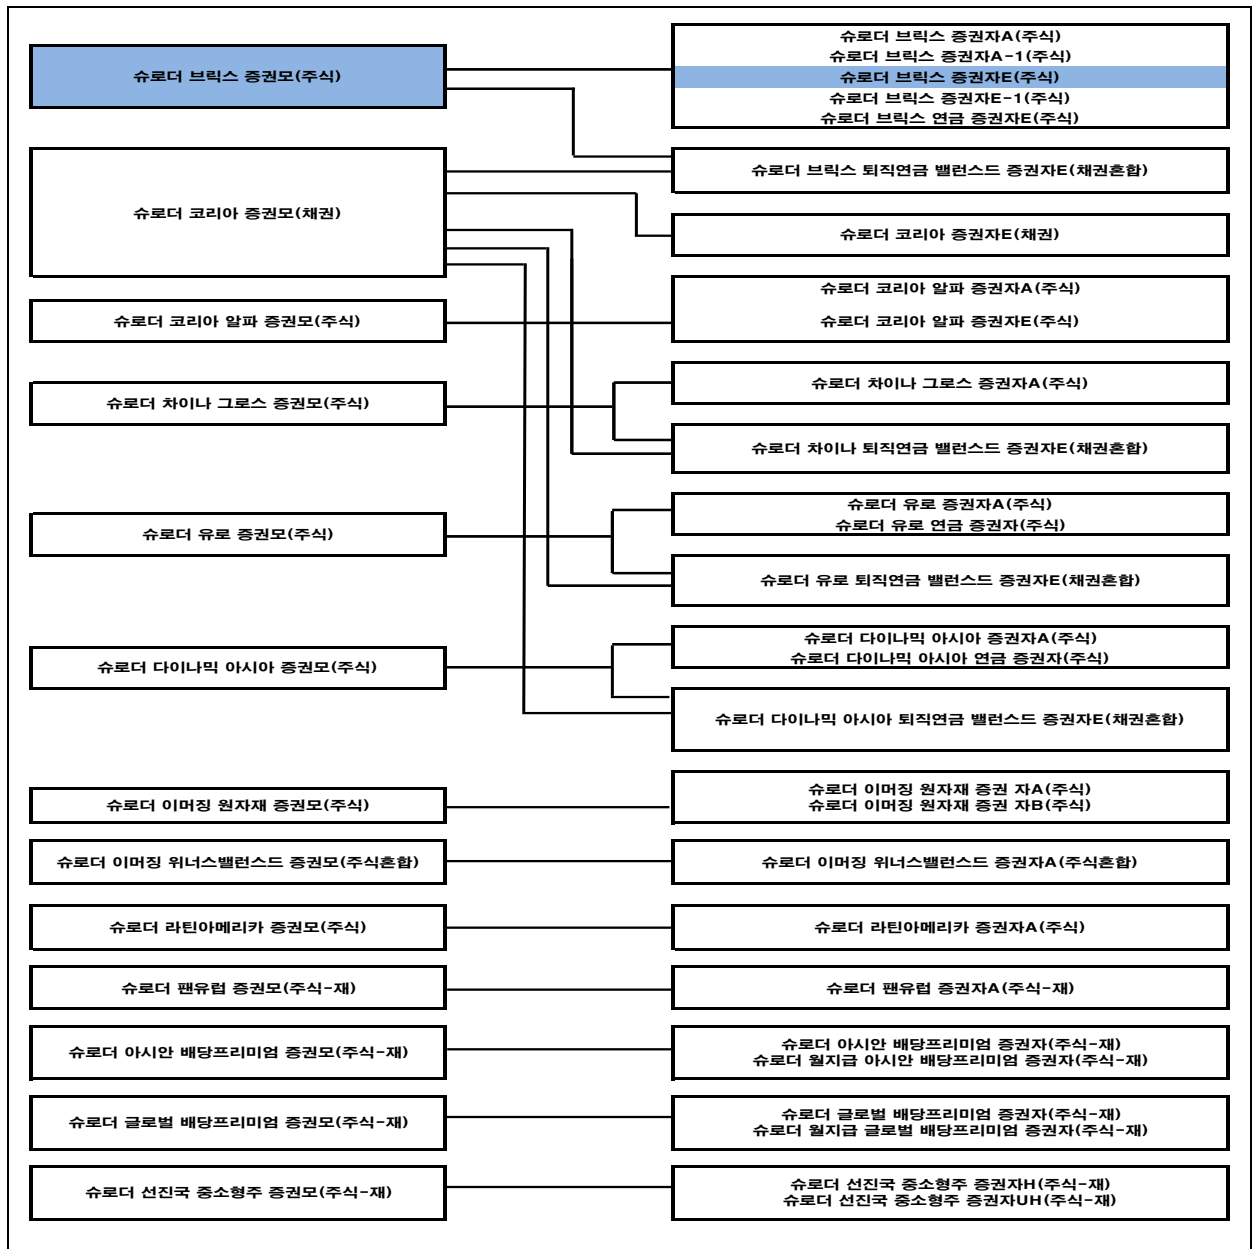 슈로더 브릭스 증권모(주식)
슈로더 브릭스 증권자A(주식)
슈로더 브릭스 증권자A-1(주식)
슈로더 브릭스 증권자E(주식)
슈로더 브릭스 증권자E-1(주식)
슈로더 브릭스 연금 증권자E(주식)
슈로더 브릭스 퇴직연금 밸런스드 증권자E(채권혼합)
슈로더 코리아 증권모(채권)
슈로더 코리아 증권자E(채권)
슈로더 코리아 알파 증권모(주식)
슈로더 코리아 알파 증권자A(주식)
슈로더 코리아 알파 증권자E(주식)
슈로더 차이나 그로스 증권모(주식)
슈로더 차이나 그로스 증권자A(주식)
슈로더 차이나 퇴직연금 밸런스드 증권자E(채권혼합)
슈로더 유로 증권모(주식)
슈로더 유로 증권자A(주식)
슈로더 유로 연금 증권자(주식)
슈로더 유로 퇴직연금 밸런스드 증권자E(채권혼합)
슈로더 다이나믹 아시아 증권모(주식)
슈로더 다이나믹 아시아 증권자A(주식)
슈로더 다이나믹 아시아 연금 증권자(주식)
슈로더 다이나믹 아시아 퇴직연금 밸런스드 증권자E(채권혼합)
슈로더 이머징 원자재 증권모(주식)
슈로더 이머징 원자재 증권 자A(주식)
슈로더 이머징 원자재 증권 자B(주식)
슈로더 이머징 위너스밸런스드 증권모(주식혼합)
슈로더 이머징 위너스밸런스드 증권자A(주식혼합)
슈로더 라틴아메리카 증권모(주식)
슈로더 라틴아메리카 증권자A(주식)
슈로더 팬유럽 증권모(주식-재)
슈로더 팬유럽 증권자A(주식-재)
슈로더 아시안 배당프리미엄 증권모(주식-재)
슈로더 아시안 배당프리미엄 증권자(주식-재)
슈로더 월지급 아시안 배당프리미엄 증권자(주식-재)
슈로더 글로벌 배당프리미엄 증권모(주식-재)
슈로더 글로벌 배당프리미엄 증권자(주식-재)
슈로더 월지급 글로벌 배당프리미엄 증권자(주식-재)
슈로더 선진국 중소형주 증권모(주식-재)
슈로더 선진국 중소형주 증권자H(주식-재)
슈로더 선진국 중소형주 증권자UH(주식-재)